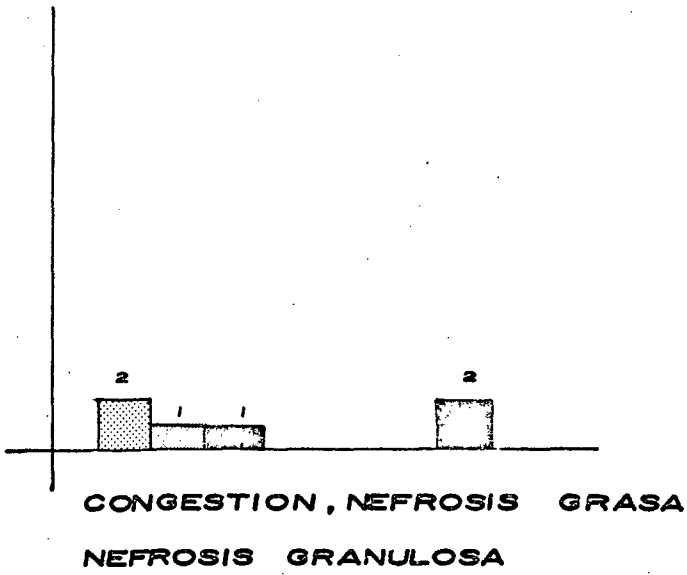 2 2
1 1
CONGESTION, NEFROSIS GRASA
NEFROSIS GRANULOSA